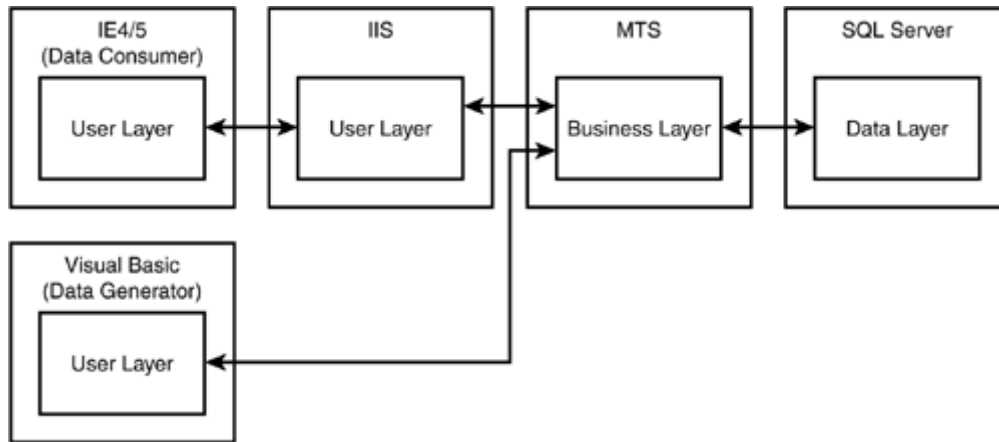 IE4/5
(Data Consumer)
User Layer
IIS
User Layer
MTS
Business Layer
SQL Server
Data Layer
Visual Basic
(Data Generator)
User Layer